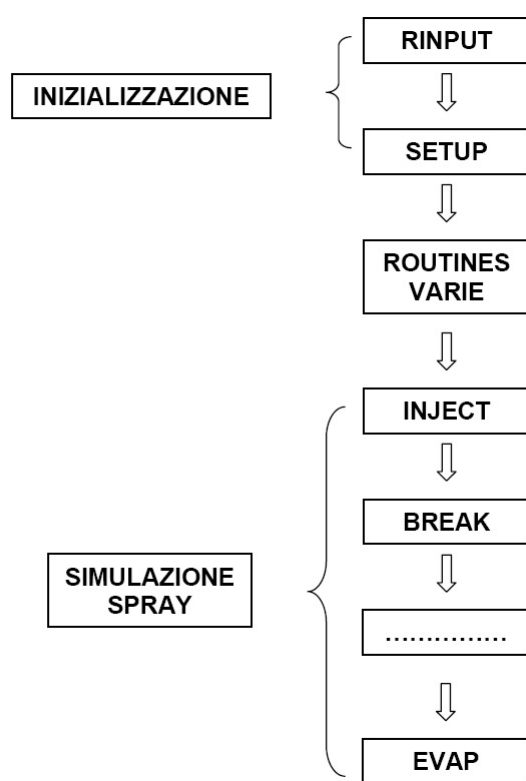 RINPUT
INIZIALIZZAZIONE
SETUP
ROUTINES
VARIE
INJECT
BREAK
SIMULAZIONE
SPRAY
...............
EVAP